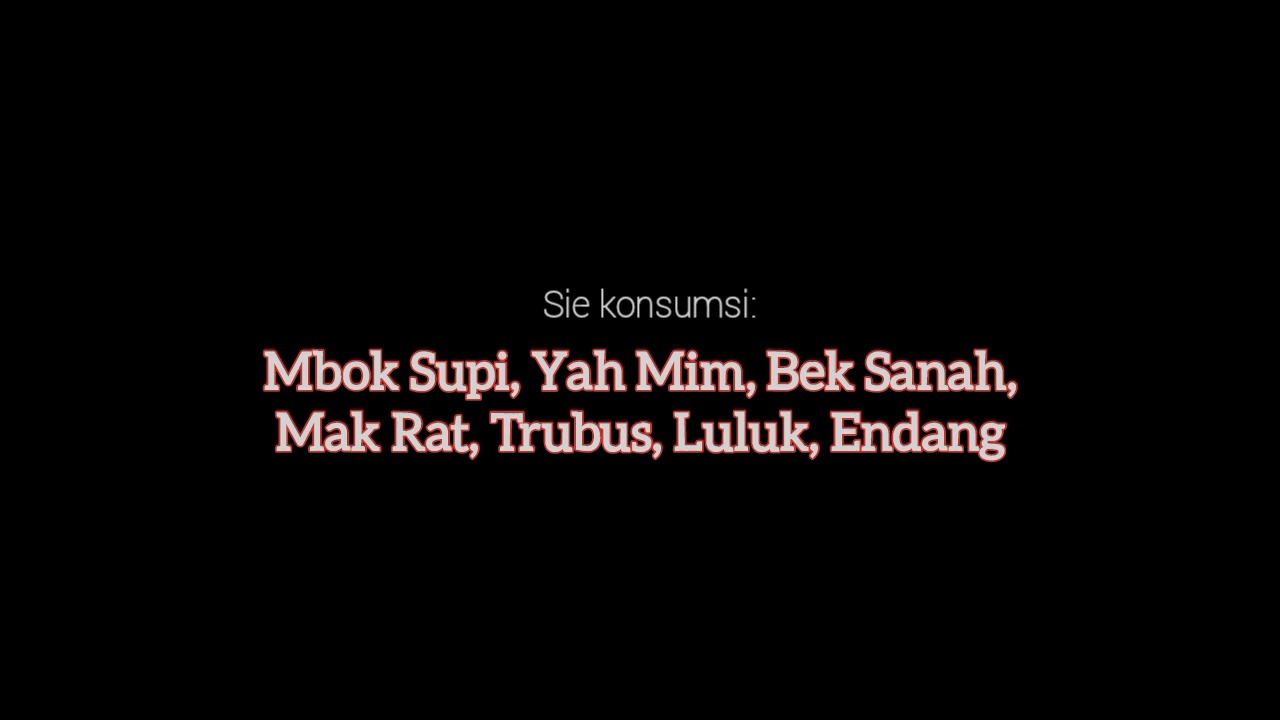 Sie konsumsi:
Mbok Supi, Yah Mim, Bek Sanah,
Mak Rat, Trubus, Luluk, Endang